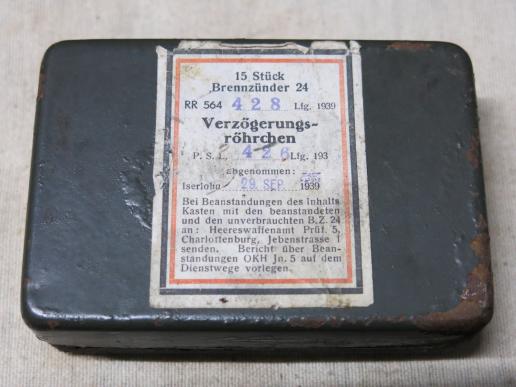 15 Stück
Brennzünder 24
RR 564 428 Lfg. 1939
Verzögerungs-
röhrchen
P. S. L. 426 Lfg. 193
abgenommen:
Iserlohn 29. SEP. 1939
Bei Beanstandungen des Inhalts
Kasten mit den beanstandeten
und den unverbrauchten B.Z. 24
an: Heereswaffenamt Prüf. 5,
Charlottenburg, Jebenstrasse 1
senden. Bericht über Bean-
standungen OKH Jn. 5 auf dem
Dienstwege vorlegen.